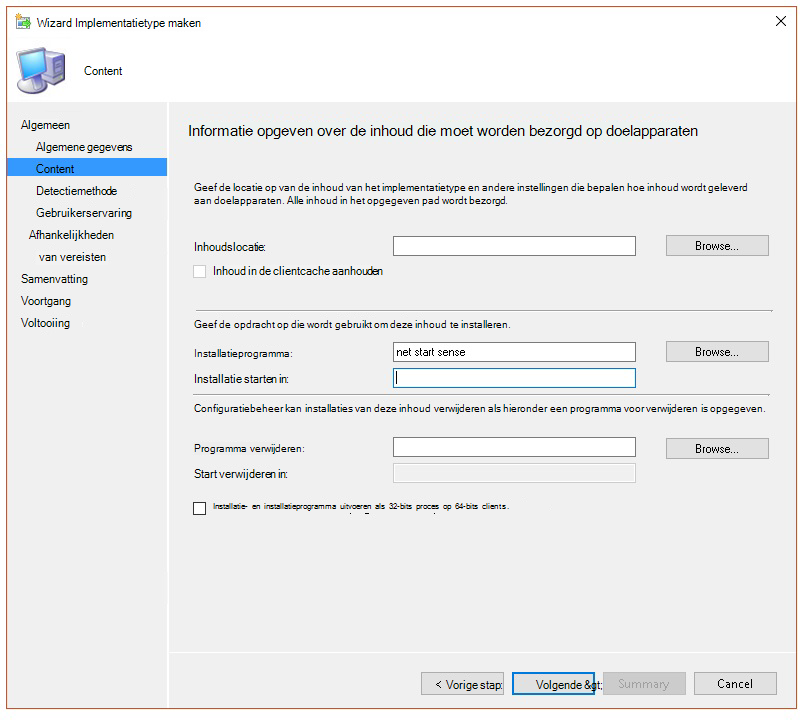 Wizard Implementatietype maken
Content
Algemeen
Algemene gegevens
Content
Detectiemethode
Gebruikerservaring
Afhankelijkheden
van vereisten
Samenvatting
Voortgang
Voltooiing
Informatie opgeven over de inhoud die moet worden bezorgd op doelapparaten
Geef de locatie op van de inhoud van het implementatietype en andere instellingen die bepalen hoe inhoud wordt geleverd
aan doelapparaten. Alle inhoud in het opgegeven pad wordt bezorgd.
Inhoudslocatie: Browse...
Inhoud in de clientcache aanhouden
Geef de opdracht op die wordt gebruikt om deze inhoud te installeren.
Installatieprogramma: net start sense Browse...
Installatie starten in:
Configuratiebeheer kan installaties van deze inhoud verwijderen als hieronder een programma voor verwijderen is opgegeven.
Programma verwijderen: Browse...
Start verwijderen in:
Installatie- en installatieprogramma uitvoeren als 32-bits proces op 64-bits clients.
< Vorige stap: Volgende &gt; Summary Cancel